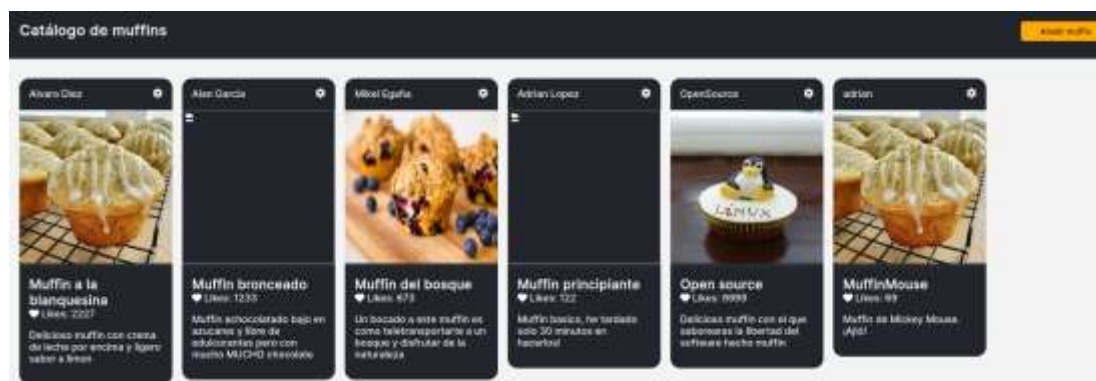 Catálogo de muffins
Añadir muffin
Alvaro Diez
Alan García
Mikel Egaña
Adrian Lopez
OpenSource
adrian
LINUX
Muffin a la
blanquesina
Likes: 2227
Delicioso muffin con crema
de leche por encima y ligero
sabor a limon
Muffin bronceado
Likes: 1233
Muffin achocolatado bajo en
azucares y libre de
edulcorantes pero con
mucho MUCHO chocolate
Muffin del bosque
Likes: 673
Un bocado a este muffin es
como teletransportarte a un
bosque y disfrutar de la
naturaleza
Muffin principiante
Likes: 122
Muffin basico, he tardado
solo 30 minutos en
hacerlos!
Open source
Likes: 9999
Delicioso muffin con el que
saborearas la libertad del
software hecho muffin
MuffinMouse
Likes: 69
Muffin de Mickey Mouse